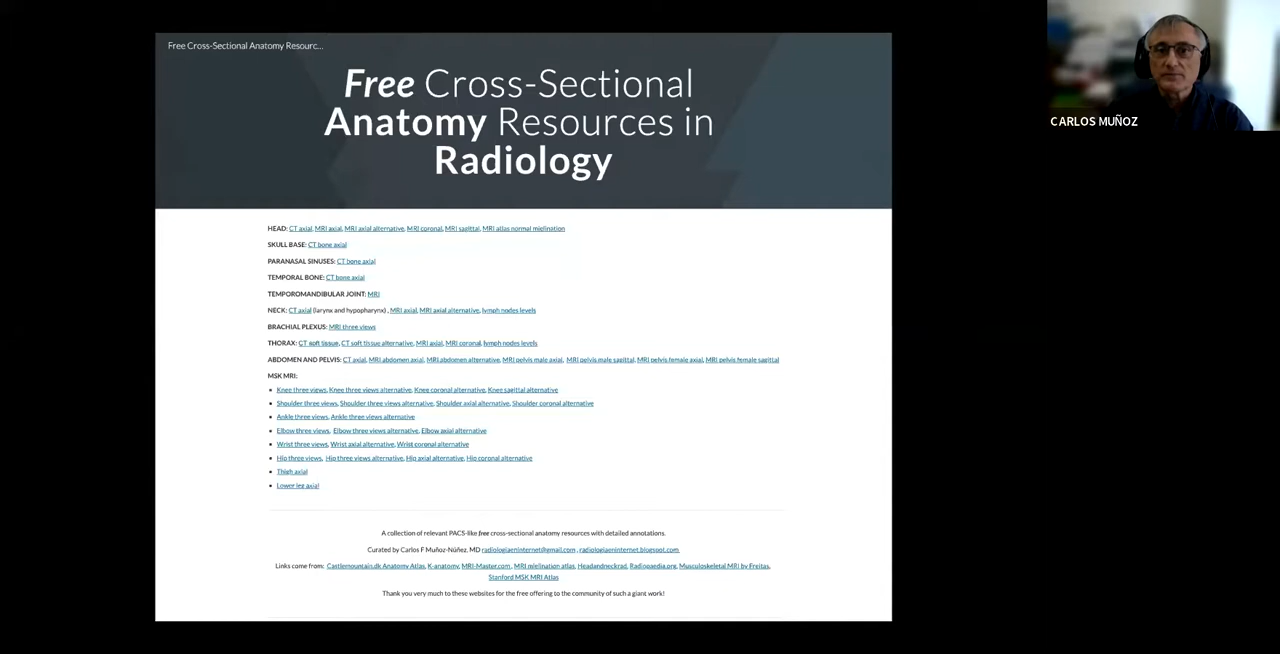 Free Cross-Sectional Anatomy Resourc...
Free Cross-Sectional
Anatomy Resources in
Radiology
CARLOS MUÑOZ
HEAD: CT axial, MRI axial, MRI axial alternative, MRI coronal, MRI sagittal, MRI atlas normal mielination
SKULL BASE: CT bone axial
PARANASAL SINUSES: CT bone axial
TEMPORAL BONE: CT bone axial
TEMPOROMANDIBULAR JOINT: MRI
NECK: CT axial (larynx and hypopharynx) , MRI axial, MRI axial alternative, lymph nodes levels
BRACHIAL PLEXUS: MRI three views
THORAX: CT soft tissue, CT soft tissue alternative, MRI axial, MRI coronal, lymph nodes levels
ABDOMEN AND PELVIS: CT axial, MRI abdomen axial, MRI abdomen alternative, MRI pelvis male axial, MRI pelvis male sagittal, MRI pelvis female axial, MRI pelvis female sagittal
MSK MRI:
• Knee three views, Knee three views alternative, Knee coronal alternative, Knee sagittal alternative
• Shoulder three views, Shoulder three views alternative, Shoulder axial alternative, Shoulder coronal alternative
• Ankle three views, Ankle three views alternative
• Elbow three views, Elbow three views alternative, Elbow axial alternative
• Wrist three views, Wrist axial alternative, Wrist coronal alternative
• Hip three views, Hip three views alternative, Hip axial alternative, Hip coronal alternative
• Thigh axial
• Lower leg axial
A collection of relevant PACS-like free cross-sectional anatomy resources with detailed annotations.
Curated by Carlos F Muñoz-Núñez, MD radiologiaeninternet@gmail.com , radiologiaeninternet.blogspot.com
Links come from: Castlemountain.dk Anatomy Atlas, K-anatomy, MRI-Master.com, MRI mielination atlas, Headandneckrad, Radiopaedia.org, Musculoskeletal MRI by Freitas,
Stanford MSK MRI Atlas
Thank you very much to these websites for the free offering to the community of such a giant work!